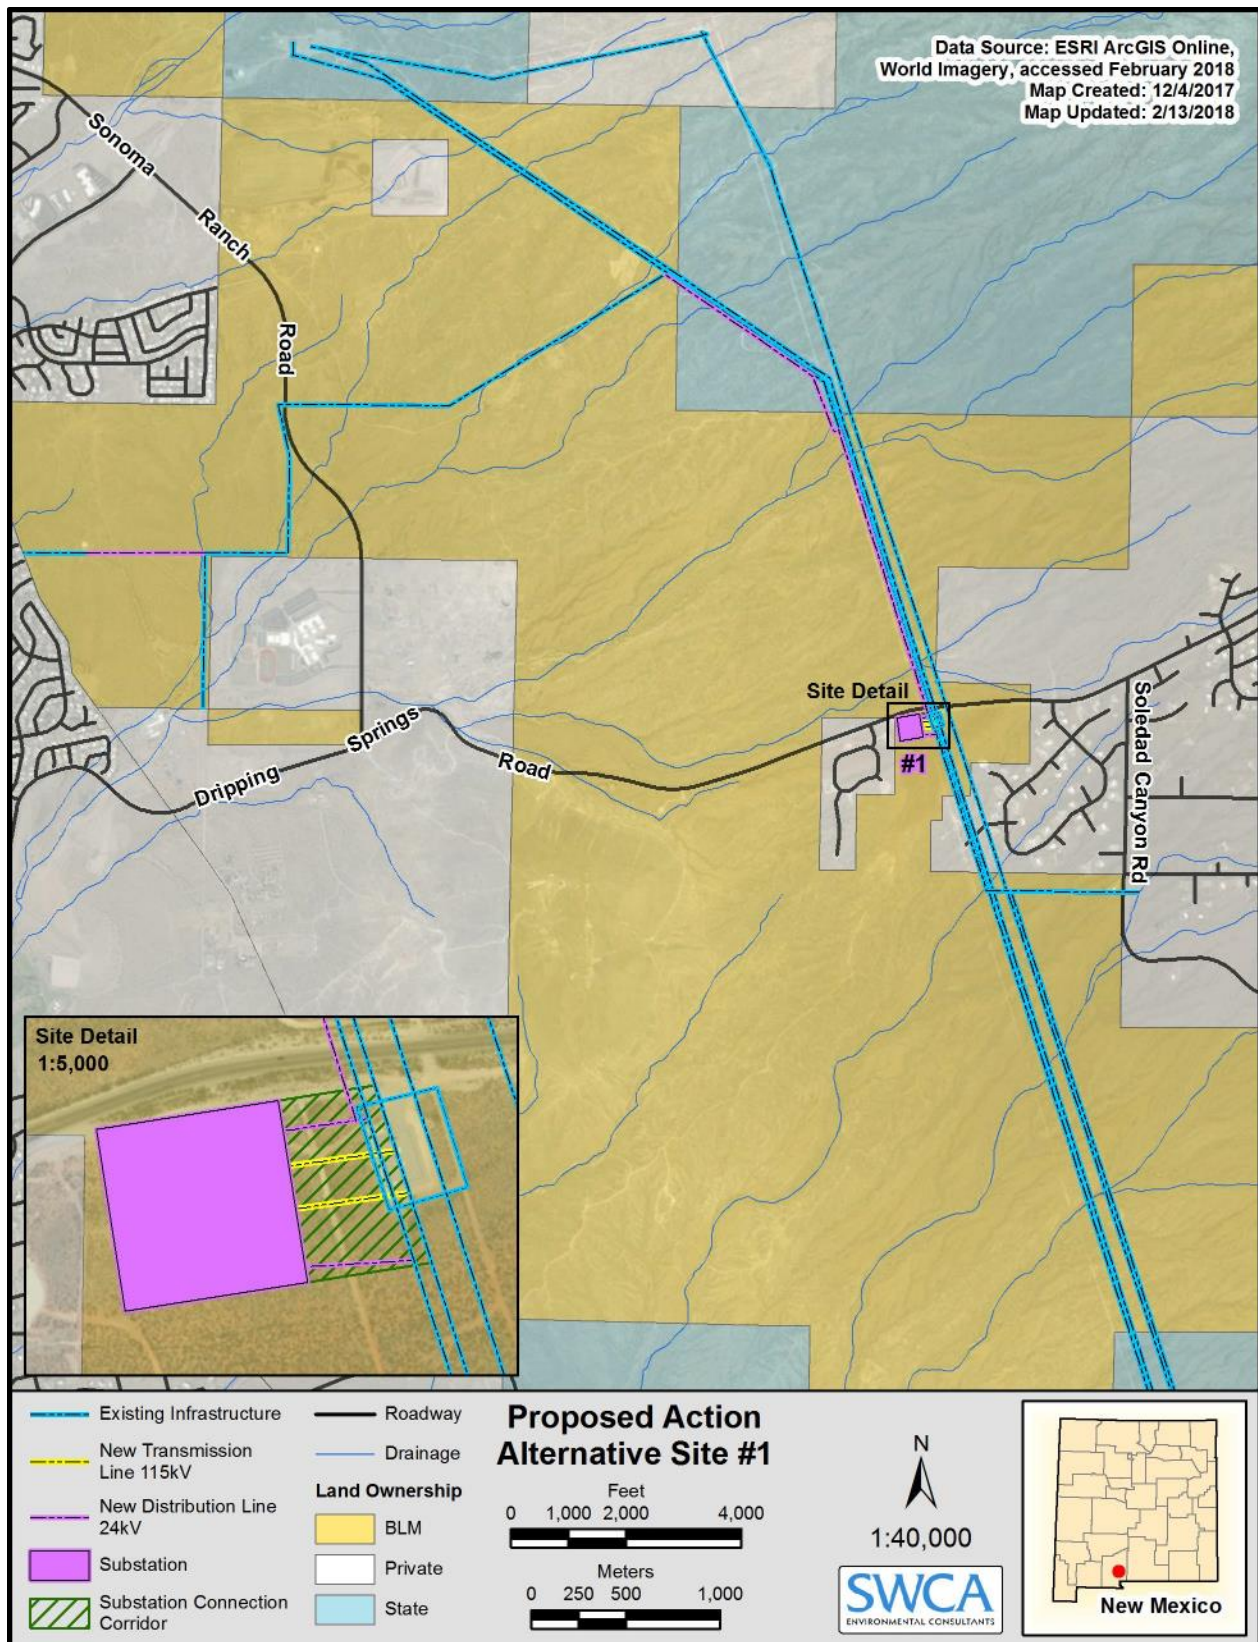 Data Source: ESRI ArcGIS Online,
World Imagery, accessed February 2018
Map Created: 12/4/2017
Map Updated: 2/13/2018
Sonoma
Ranch
Road
Site Detail
#1
Soledad Canyon Rd
Springs
Road
Dripping
Site Detail
1:5,000
Existing Infrastructure
New Transmission
Line 115kV
New Distribution Line
24kV
Substation
Substation Connection
Corridor
Roadway
Drainage
Land Ownership
BLM
Private
State
Proposed Action
Alternative Site #1
Feet
0 1,000 2,000 4,000
Meters
0 250 500 1,000
N
1:40,000
SWCA
ENVIRONMENTAL CONSULTANTS
New Mexico